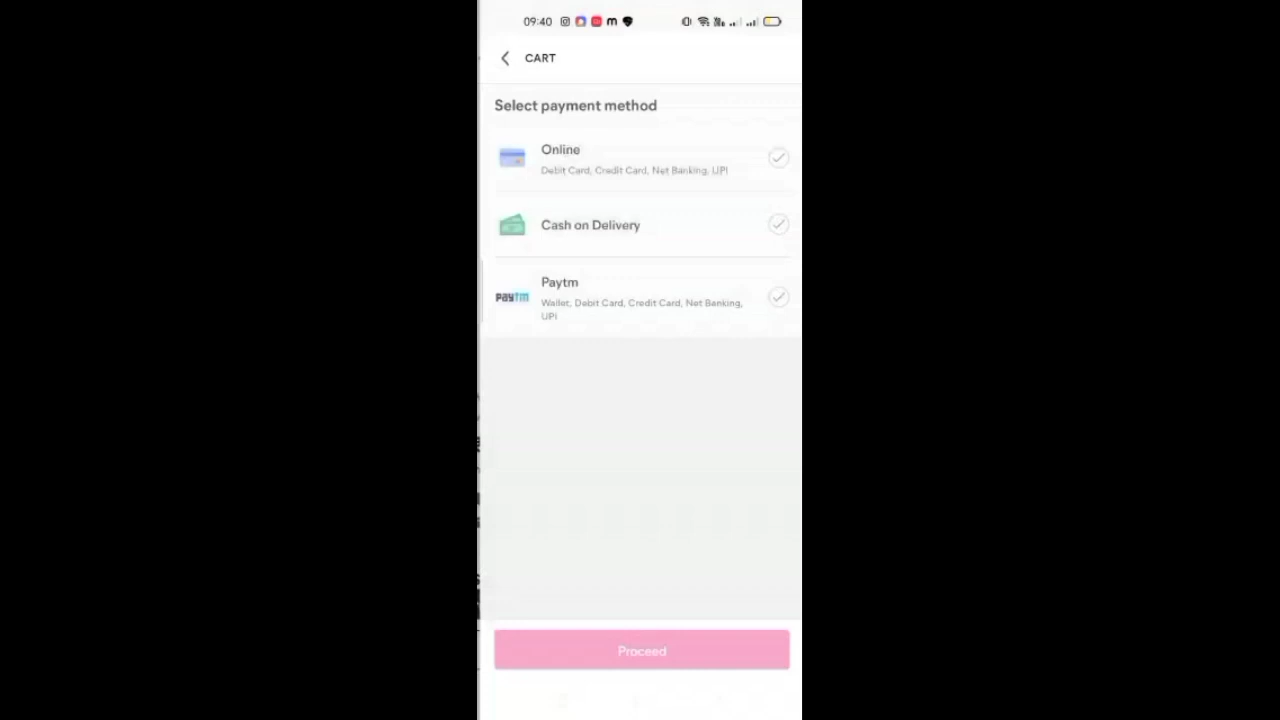 09:40
CART
Select payment method
Online
Debit Card, Credit Card, Net Banking, UPI
Cash on Delivery
paytm
Paytm
Wallet, Debit Card, Credit Card, Net Banking,
UPI
Proceed